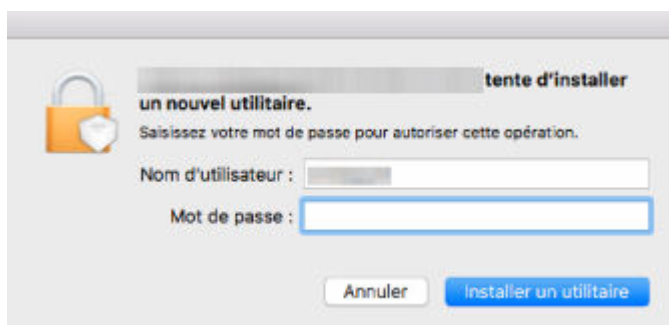 tente d'installer
un nouvel utilitaire.
Saisissez votre mot de passe pour autoriser cette opération.
Nom d'utilisateur :
Mot de passe :
Annuler Installer un utilitaire